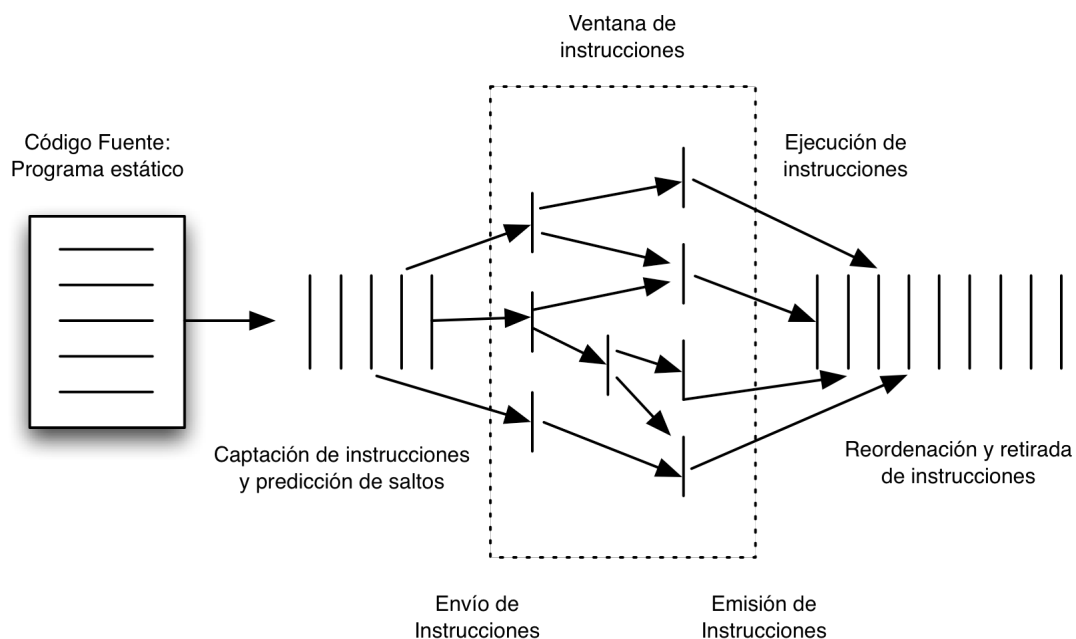 Ventana de
instrucciones
Código Fuente:
Programa estático
Ejecución de
instrucciones
Captación de instrucciones
y predicción de saltos
Reordenación y retirada
de instrucciones
Envío de
Instrucciones
Emisión de
Instrucciones